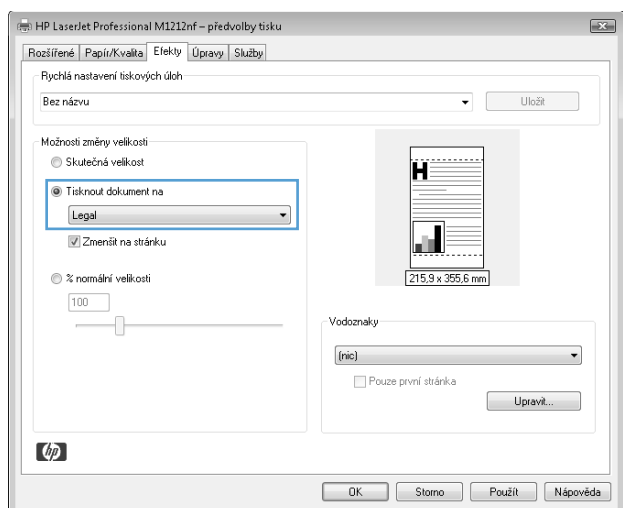 HP LaserJet Professional M1212nf – předvolby tisku
Rozšířené Papír/Kvalita Efekty Úpravy Služby
Rychlá nastavení tiskových úloh
Bez názvu
Uložit
Možnosti změny velikosti
Skutečná velikost
Tisknout dokument na
Legal
Zmenšit na stránku
% normální velikosti
100
H
215,9 x 355,6 mm
Vodoznaky
(nic)
Pouze první stránka
Upravit...
hp
OK Storno Použít Nápověda